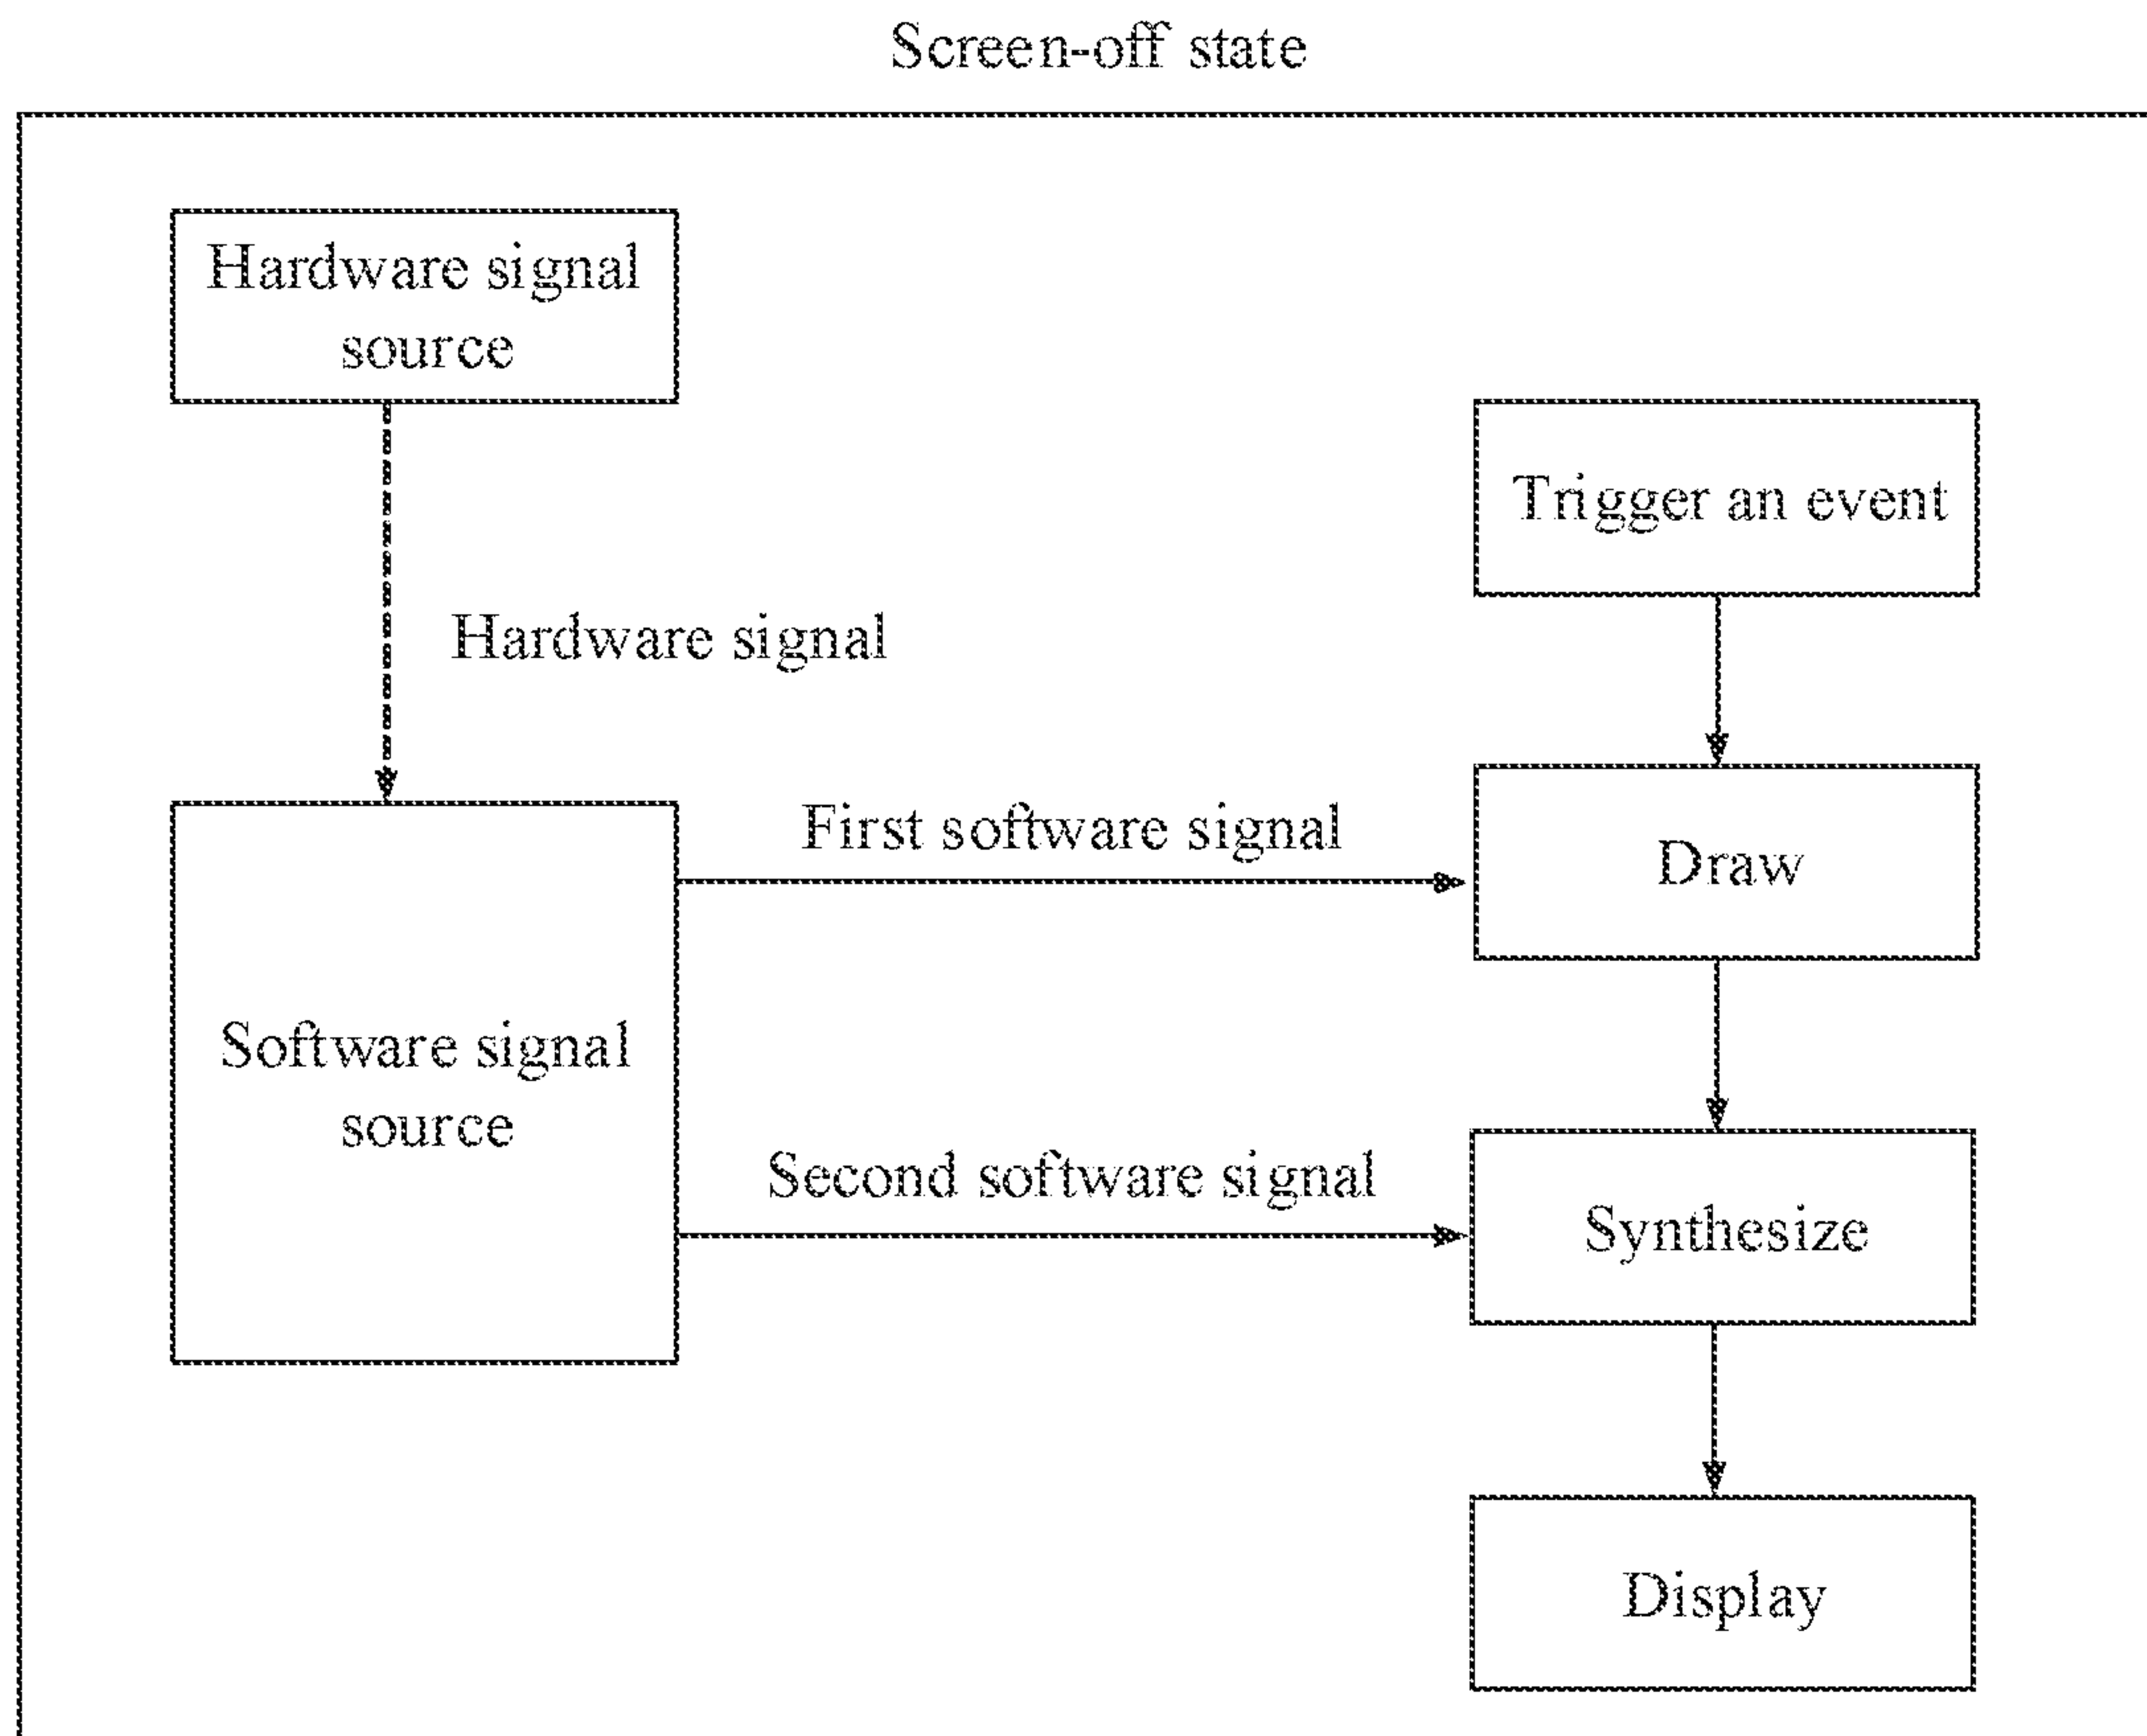 Screen-off state
Hardware signal
source
Trigger an event
Hardware signal
First software signal
Draw
Software signal
source
Second software signal
Synthesize
Display